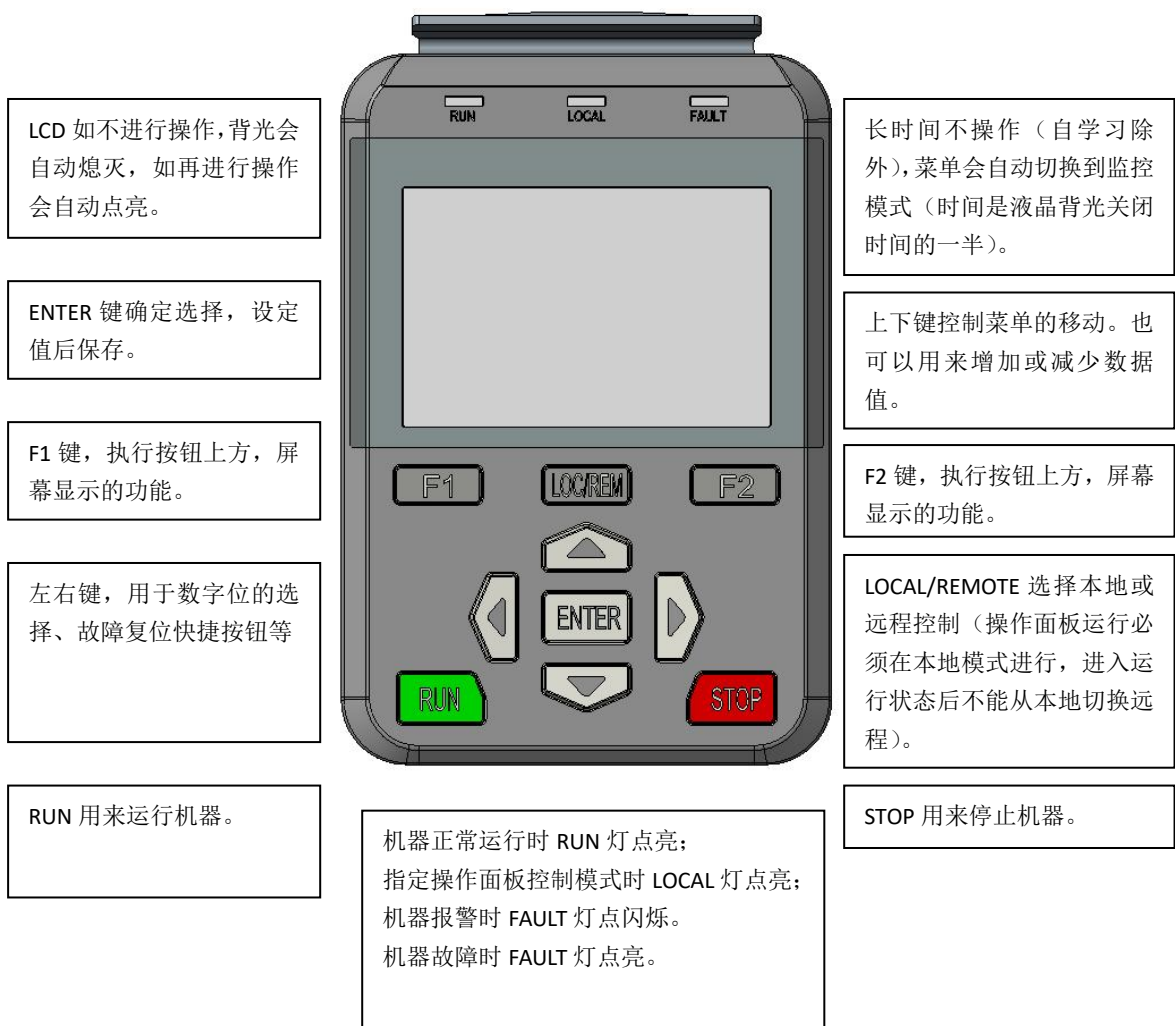 LCD 如不进行操作，背光会
自动熄灭，如再进行操作
会自动点亮。
ENTER 键确定选择，设定
值后保存。
F1 键，执行按钮上方，屏
幕显示的功能。
左右键，用于数字位的选
择、故障复位快捷按钮等
RUN 用来运行机器。
RUN
LOCAL
FAULT
F1
LOC/REM
F2
ENTER
RUN
STOP
机器正常运行时 RUN 灯点亮；
指定操作面板控制模式时 LOCAL 灯点亮；
机器报警时 FAULT 灯点闪烁。
机器故障时 FAULT 灯点亮。
长时间不操作（自学习除
外），菜单会自动切换到监控
模式（时间是液晶背光关闭
时间的一半）。
上下键控制菜单的移动。也
可以用来增加或减少数据
值。
F2 键，执行按钮上方，屏幕
显示的功能。
LOCAL/REMOTE 选择本地或
远程控制（操作面板运行必
须在本地模式进行，进入运
行状态后不能从本地切换远
程）。
STOP 用来停止机器。